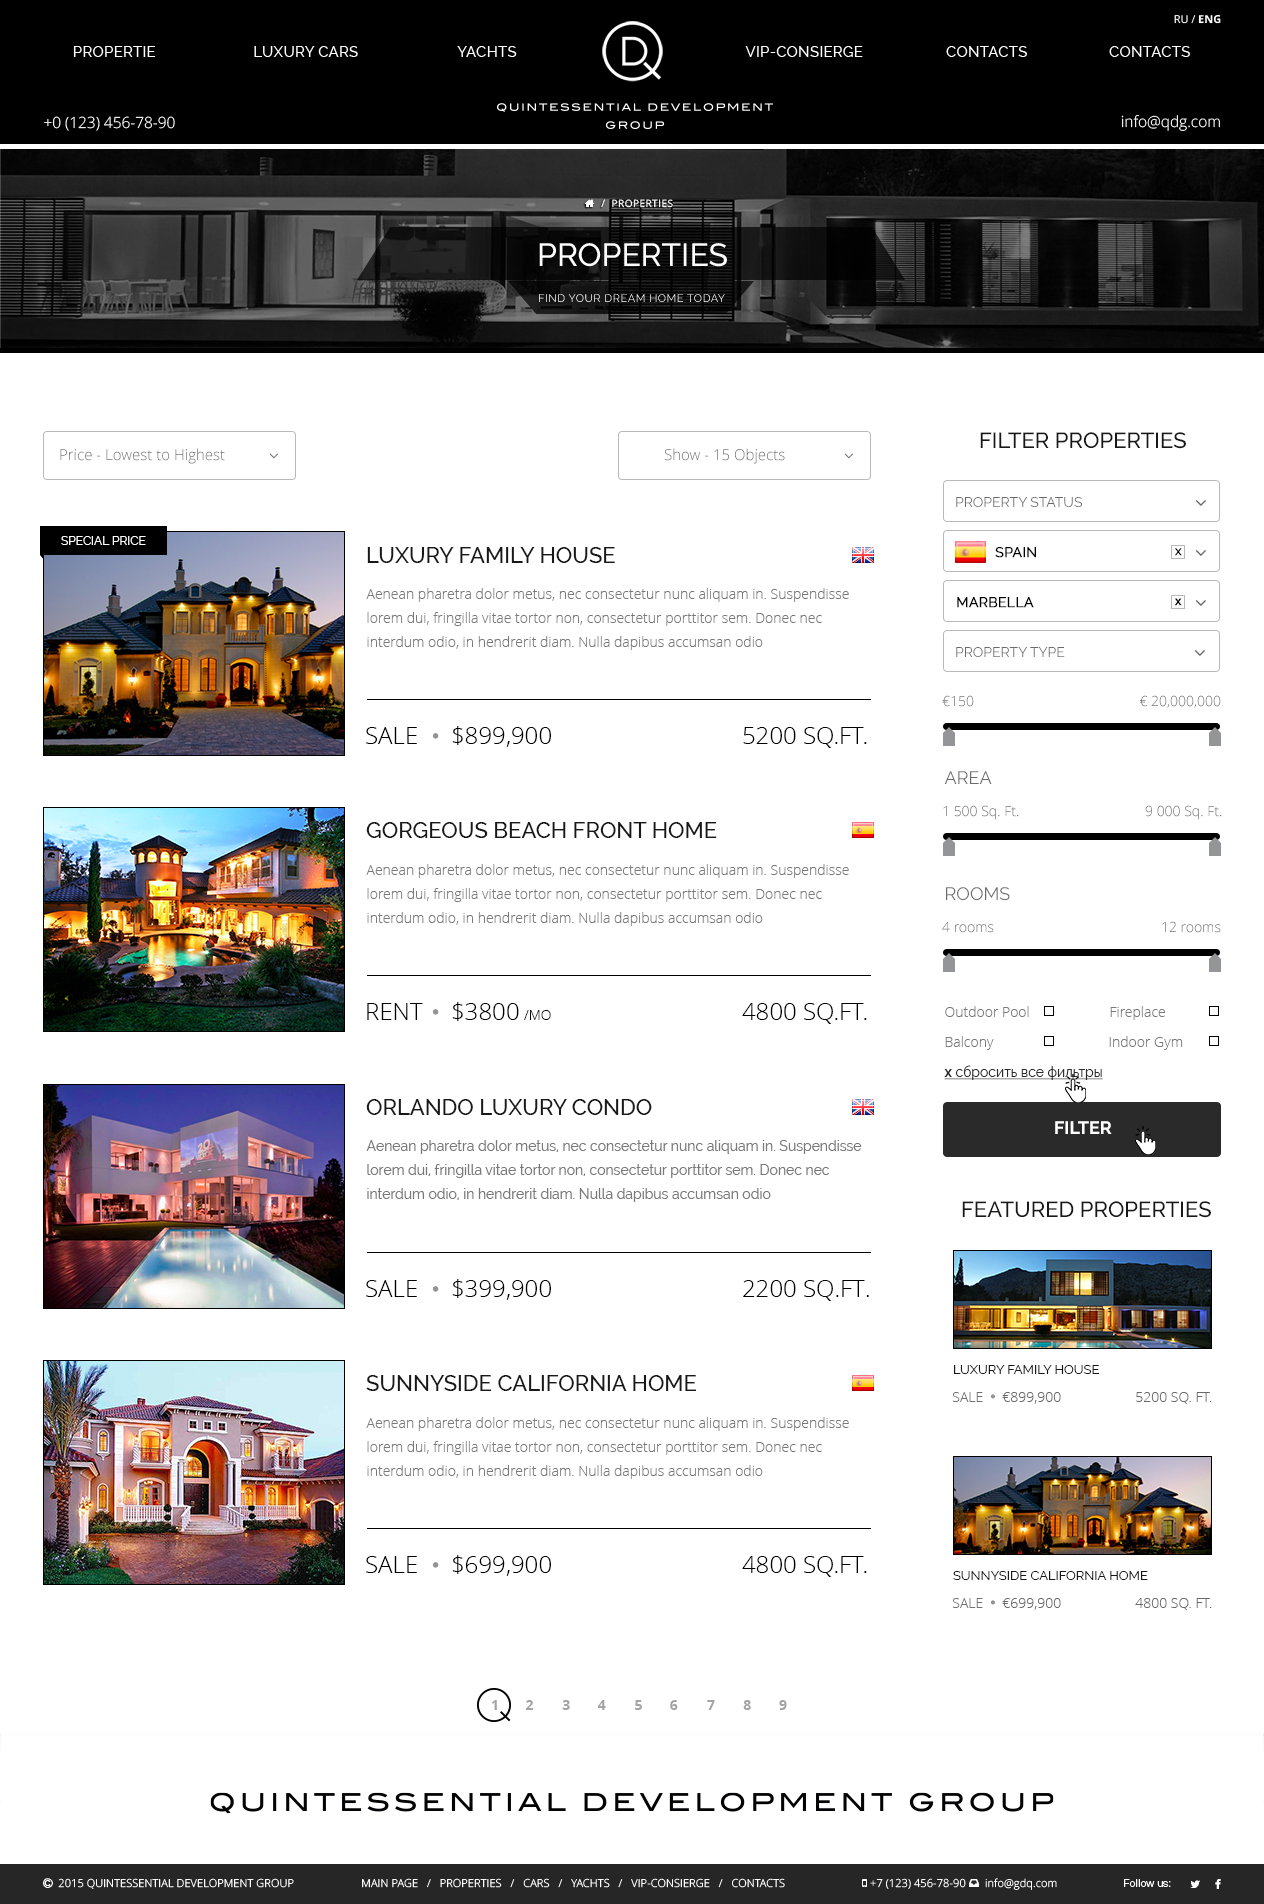 RU / ENG
PROPERTIE
LUXURY CARS
YACHTS
VIP-CONSIERGE
CONTACTS
CONTACTS
QUINTESSENTIAL DEVELOPMENT
GROUP
+0 (123) 456-78-90
info@qdg.com
/ PROPERTIES
PROPERTIES
FIND YOUR DREAM HOME TODAY
Price - Lowest to Highest
Show - 15 Objects
SPECIAL PRICE
LUXURY FAMILY HOUSE
Aenean pharetra dolor metus, nec consectetur nunc aliquam in. Suspendisse
lorem dui, fringilla vitae tortor non, consectetur porttitor sem. Donec nec
interdum odio, in hendrerit diam. Nulla dapibus accumsan odio
SALE • $899,900
5200 SQ.FT.
GORGEOUS BEACH FRONT HOME
Aenean pharetra dolor metus, nec consectetur nunc aliquam in. Suspendisse
lorem dui, fringilla vitae tortor non, consectetur porttitor sem. Donec nec
interdum odio, in hendrerit diam. Nulla dapibus accumsan odio
RENT • $3800 /MO
4800 SQ.FT.
ORLANDO LUXURY CONDO
Aenean pharetra dolor metus, nec consectetur nunc aliquam in. Suspendisse
lorem dui, fringilla vitae tortor non, consectetur porttitor sem. Donec nec
interdum odio, in hendrerit diam. Nulla dapibus accumsan odio
SALE • $399,900
2200 SQ.FT.
SUNNYSIDE CALIFORNIA HOME
Aenean pharetra dolor metus, nec consectetur nunc aliquam in. Suspendisse
lorem dui, fringilla vitae tortor non, consectetur porttitor sem. Donec nec
interdum odio, in hendrerit diam. Nulla dapibus accumsan odio
SALE • $699,900
4800 SQ.FT.
FILTER PROPERTIES
PROPERTY STATUS
SPAIN x
MARBELLA x
PROPERTY TYPE
€150
€ 20,000,000
AREA
1 500 Sq. Ft.
9 000 Sq. Ft.
ROOMS
4 rooms
12 rooms
Outdoor Pool
Fireplace
Balcony
Indoor Gym
x сбросить все фильтры
FILTER
FEATURED PROPERTIES
LUXURY FAMILY HOUSE
SALE • €899,900
5200 SQ. FT.
SUNNYSIDE CALIFORNIA HOME
SALE • €699,900
4800 SQ. FT.
1 2 3 4 5 6 7 8 9
QUINTESSENTIAL DEVELOPMENT GROUP
© 2015 QUINTESSENTIAL DEVELOPMENT GROUP
MAIN PAGE / PROPERTIES / CARS / YACHTS / VIP-CONSIERGE / CONTACTS
+7 (123) 456-78-90
info@gdq.com
Follow us: